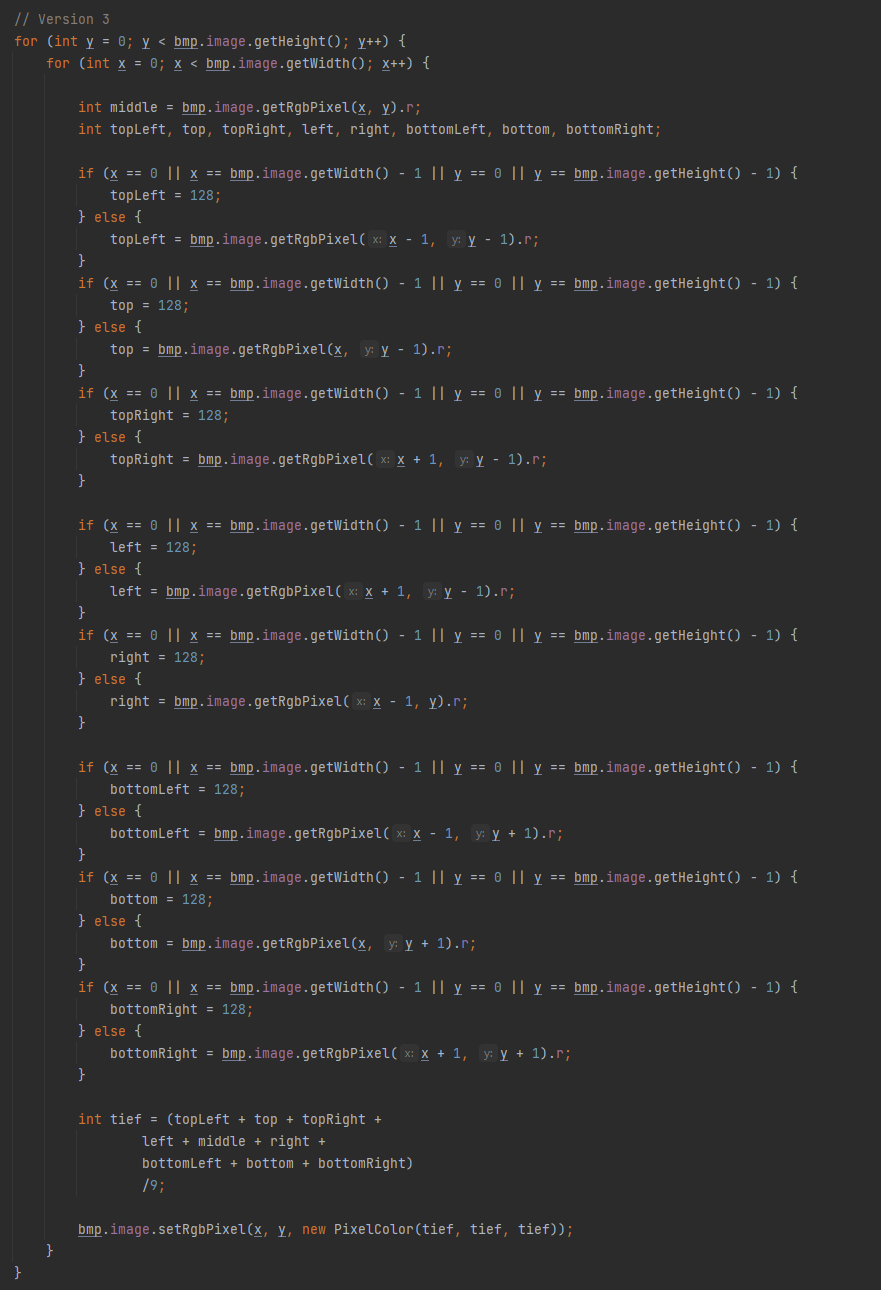 // Version 3
for (int y = 0; y < bmp.image.getHeight(); y++) {
    for (int x = 0; x < bmp.image.getWidth(); x++) {

        int middle = bmp.image.getRgbPixel(x, y).r;
        int topLeft, top, topRight, left, right, bottomLeft, bottom, bottomRight;

        if (x == 0 || x == bmp.image.getWidth() - 1 || y == 0 || y == bmp.image.getHeight() - 1) {
            topLeft = 128;
        } else {
            topLeft = bmp.image.getRgbPixel( x: x - 1, y: y - 1).r;
        }
        if (x == 0 || x == bmp.image.getWidth() - 1 || y == 0 || y == bmp.image.getHeight() - 1) {
            top = 128;
        } else {
            top = bmp.image.getRgbPixel(x, y: y - 1).r;
        }
        if (x == 0 || x == bmp.image.getWidth() - 1 || y == 0 || y == bmp.image.getHeight() - 1) {
            topRight = 128;
        } else {
            topRight = bmp.image.getRgbPixel( x: x + 1, y: y - 1).r;
        }

        if (x == 0 || x == bmp.image.getWidth() - 1 || y == 0 || y == bmp.image.getHeight() - 1) {
            left = 128;
        } else {
            left = bmp.image.getRgbPixel( x: x + 1, y: y - 1).r;
        }
        if (x == 0 || x == bmp.image.getWidth() - 1 || y == 0 || y == bmp.image.getHeight() - 1) {
            right = 128;
        } else {
            right = bmp.image.getRgbPixel( x: x - 1, y).r;
        }

        if (x == 0 || x == bmp.image.getWidth() - 1 || y == 0 || y == bmp.image.getHeight() - 1) {
            bottomLeft = 128;
        } else {
            bottomLeft = bmp.image.getRgbPixel( x: x - 1, y: y + 1).r;
        }
        if (x == 0 || x == bmp.image.getWidth() - 1 || y == 0 || y == bmp.image.getHeight() - 1) {
            bottom = 128;
        } else {
            bottom = bmp.image.getRgbPixel(x, y: y + 1).r;
        }
        if (x == 0 || x == bmp.image.getWidth() - 1 || y == 0 || y == bmp.image.getHeight() - 1) {
            bottomRight = 128;
        } else {
            bottomRight = bmp.image.getRgbPixel( x: x + 1, y: y + 1).r;
        }

        int tief = (topLeft + top + topRight +
                left + middle + right +
                bottomLeft + bottom + bottomRight)
                /9;

        bmp.image.setRgbPixel(x, y, new PixelColor(tief, tief, tief));
    }
}